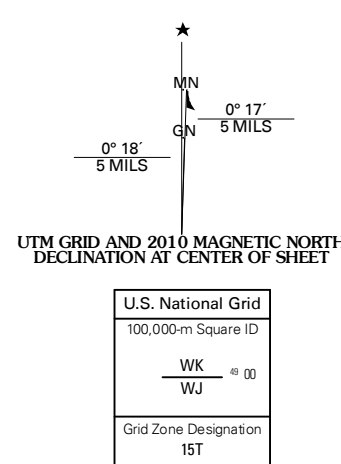 MN
0° 17´
5 MILS
GN
0° 18´
5 MILS
UTM GRID AND 2010 MAGNETIC NORTH
DECLINATION AT CENTER OF SHEET
U.S. National Grid
100,000-m Square ID
WK
49 00
WJ
Grid Zone Designation
15T